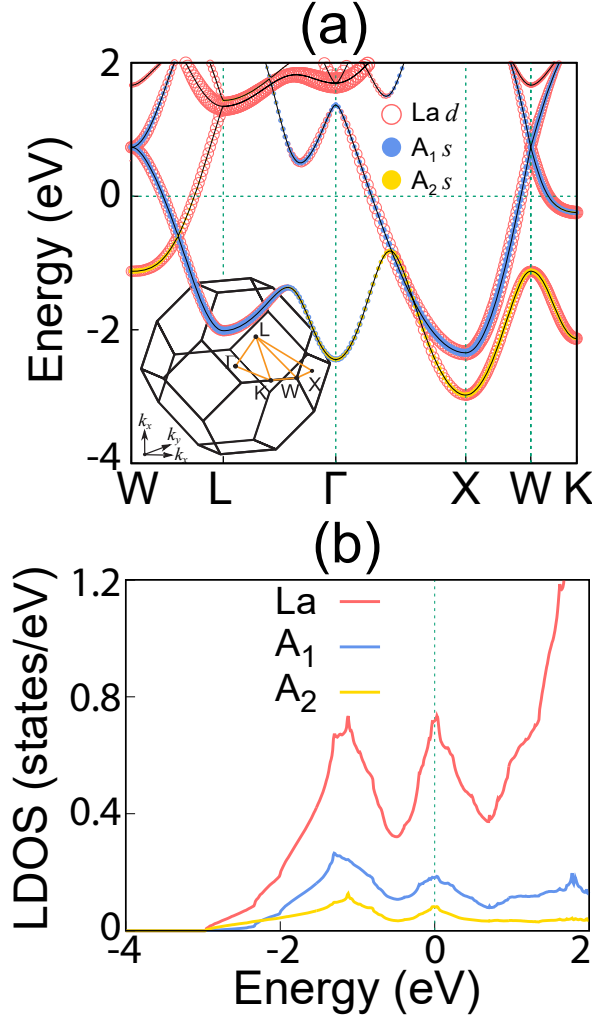 (a)
Energy (eV)
2
0
-2
-4
La d
A1 s
A2 s
L
Γ
K
W
X
kx
ky
kx
W L Γ X W K
(b)
LDOS (states/eV)
1.2
0.8
0.4
0
La
A1
A2
-4 -2 0 2
Energy (eV)